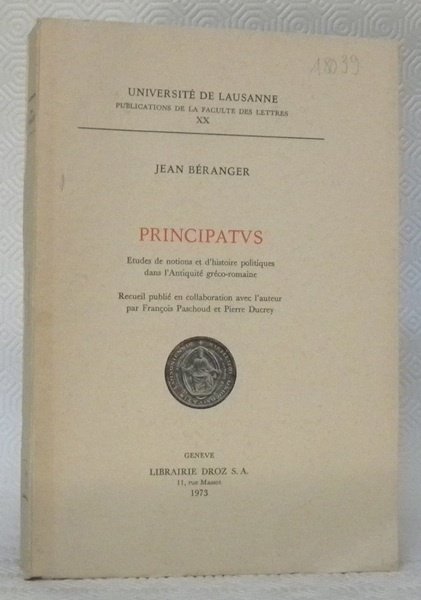 18039
UNIVERSITÉ DE LAUSANNE
PUBLICATIONS DE LA FACULTE DES LETTRES
XX
JEAN BÉRANGER
PRINCIPATVS
Etudes de notions et d'histoire politiques
dans l'Antiquité gréco-romaine
Recueil publié en collaboration avec l'auteur
par François Paschoud et Pierre Ducrey
GENEVE
LIBRAIRIE DROZ S. A.
11, rue Massot
1973